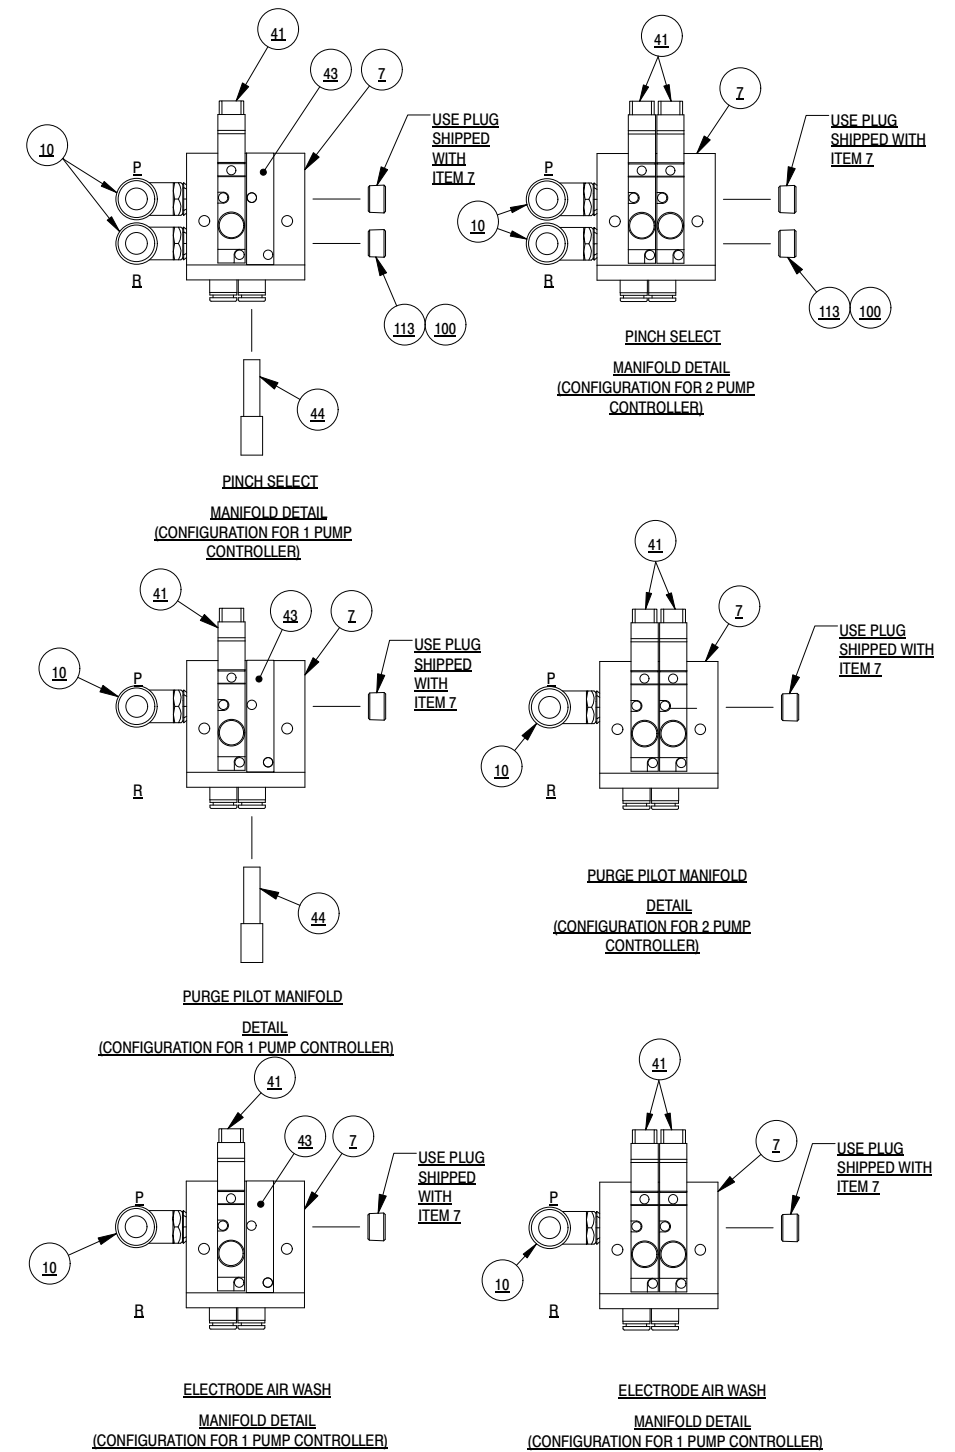 41
43
7
10
P
R
USE PLUG
SHIPPED
WITH
ITEM 7
113
100
44
PINCH SELECT
MANIFOLD DETAIL
(CONFIGURATION FOR 1 PUMP
CONTROLLER)
41
7
P
10
R
USE PLUG
SHIPPED WITH
ITEM 7
113
100
PINCH SELECT
MANIFOLD DETAIL
(CONFIGURATION FOR 2 PUMP
CONTROLLER)
41
43
7
10
P
R
USE PLUG
SHIPPED
WITH
ITEM 7
44
PURGE PILOT MANIFOLD
DETAIL
(CONFIGURATION FOR 1 PUMP CONTROLLER)
41
7
P
10
R
USE PLUG
SHIPPED WITH
ITEM 7
PURGE PILOT MANIFOLD
DETAIL
(CONFIGURATION FOR 2 PUMP
CONTROLLER)
41
43
7
P
10
R
USE PLUG
SHIPPED
WITH
ITEM 7
ELECTRODE AIR WASH
MANIFOLD DETAIL
(CONFIGURATION FOR 1 PUMP CONTROLLER)
41
7
P
10
R
USE PLUG
SHIPPED WITH
ITEM 7
ELECTRODE AIR WASH
MANIFOLD DETAIL
(CONFIGURATION FOR 1 PUMP CONTROLLER)